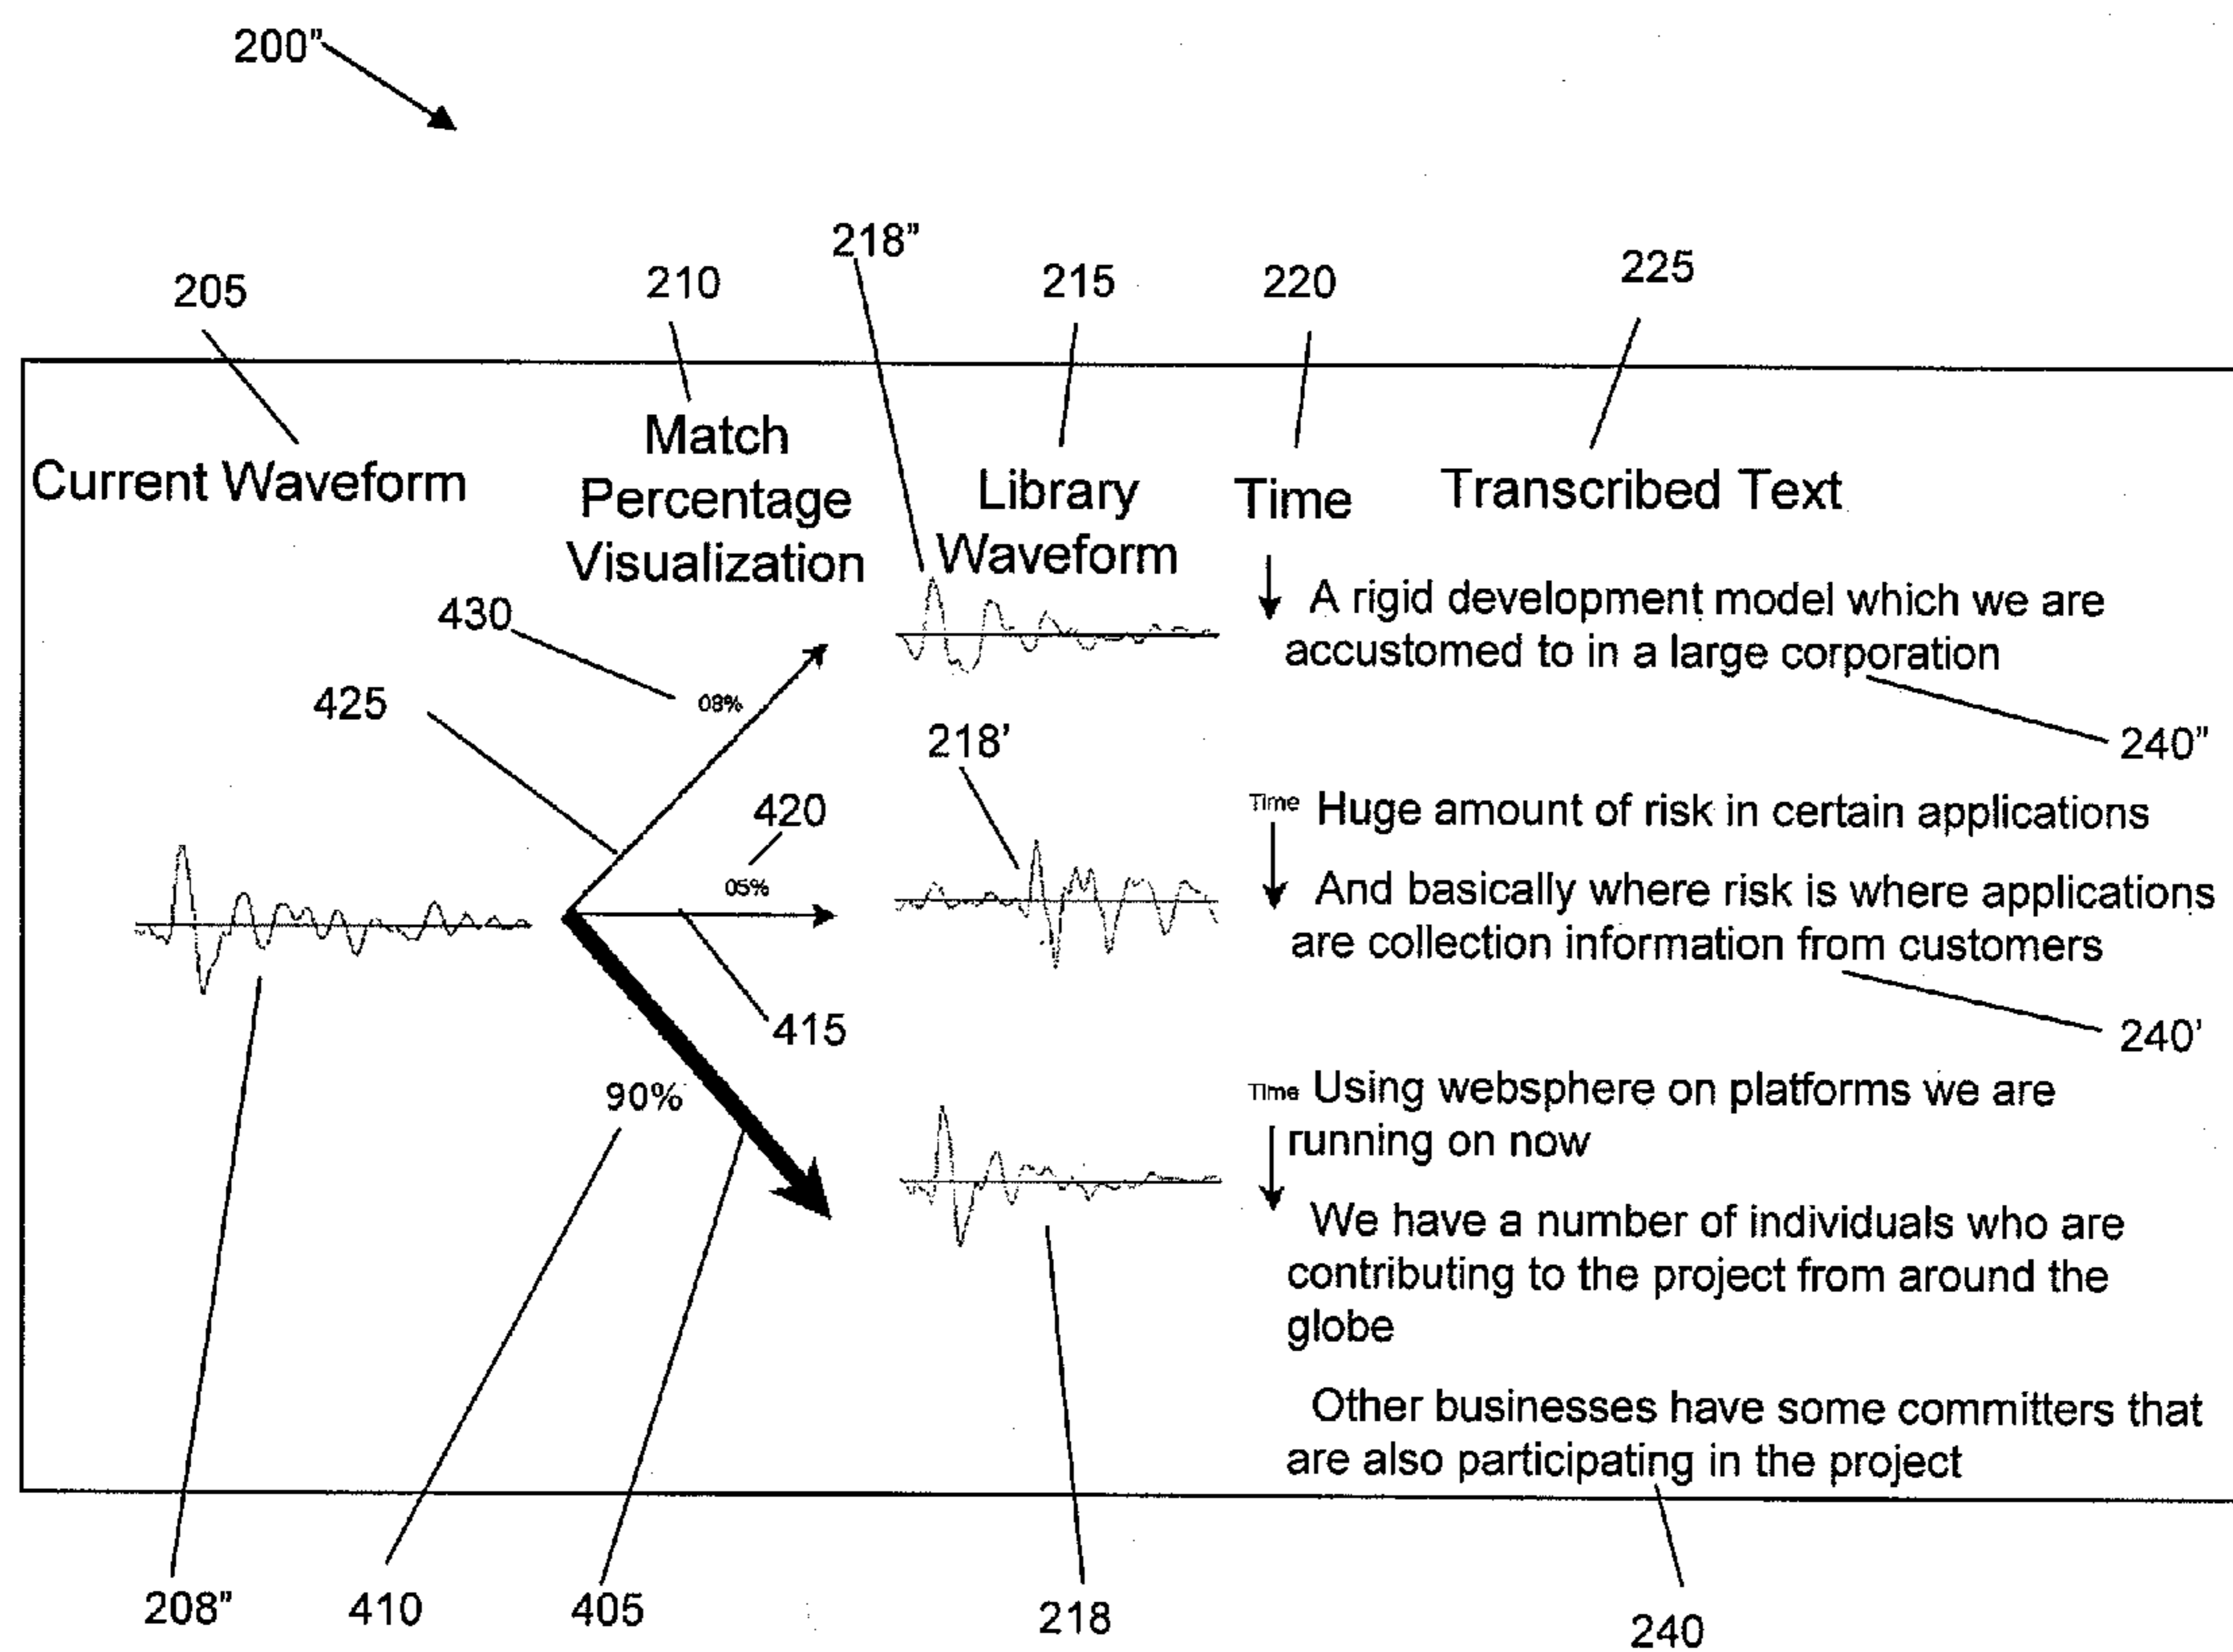 200"
218"
205
210
215
220
225
Current Waveform
Match
Percentage
Visualization
Library
Waveform
Time
Transcribed Text
430
08%
425
A rigid development model which we are
accustomed to in a large corporation
240"
218'
420
05%
415
Time Huge amount of risk in certain applications
And basically where risk is where applications
are collection information from customers
240'
90%
Time Using websphere on platforms we are
running on now
We have a number of individuals who are
contributing to the project from around the
globe
Other businesses have some committers that
are also participating in the project
208"
410
405
218
240